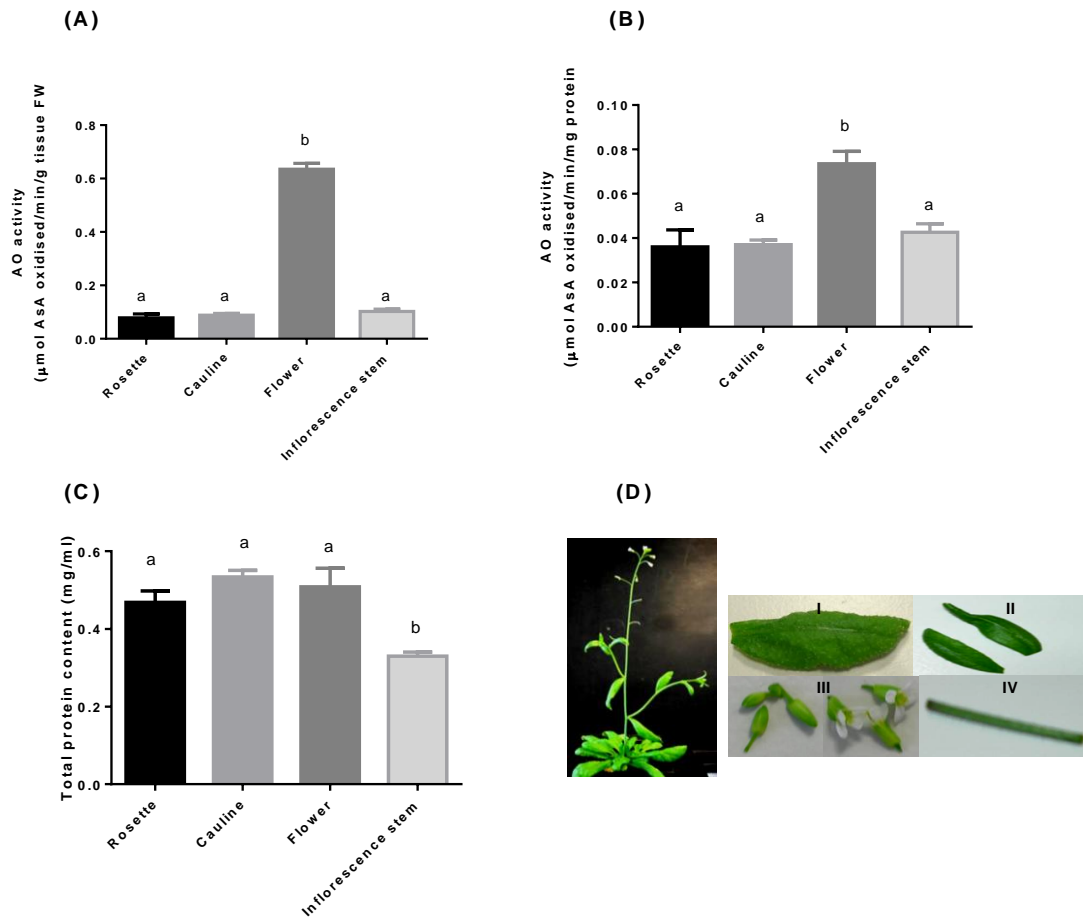 (A)
AO activity
(μmol AsA oxidised/min/g tissue FW
0.8
0.6
0.4
0.2
0.0
a
a
b
a
Rosette
Cauline
Flower
Inflorescence stem
(B)
AO activity
(μmol AsA oxidised/min/mg protein
0.10
0.08
0.06
0.04
0.02
0.00
a
a
b
a
Rosette
Cauline
Flower
Inflorescence stem
(C)
Total protein content (mg/ml)
0.6
0.4
0.2
0.0
a
a
a
b
Rosette
Cauline
Flower
Inflorescence stem
(D)
I
II
III
IV